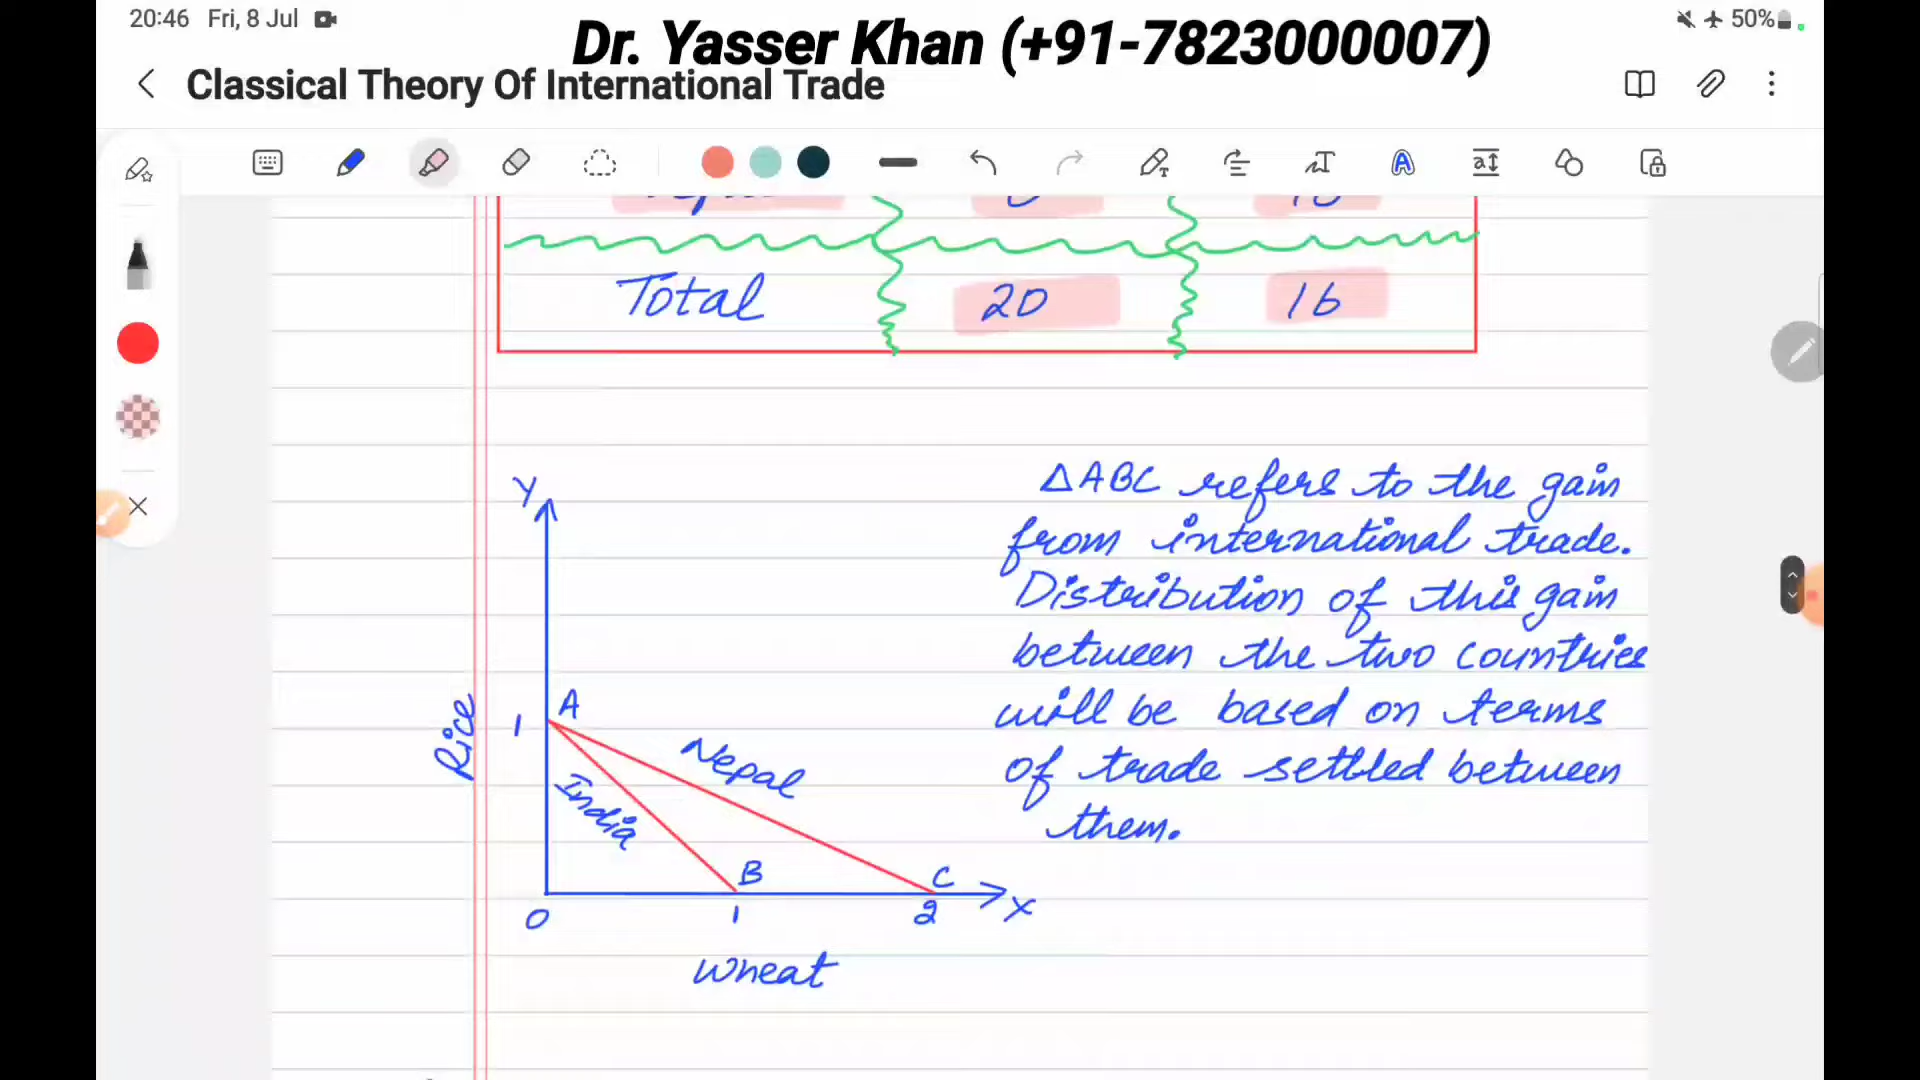 20:46 Fri, 8 Jul
50%
Dr. Yasser Khan (+91-7823000007)
Classical Theory Of International Trade
Total 20 16
Y
Rice
1
A
Nepal
India
B
C
0
1
2
X
Wheat
△ABC refers to the gain
from international trade.
Distribution of this gain
between the two countries
will be based on terms
of trade settled between
them.